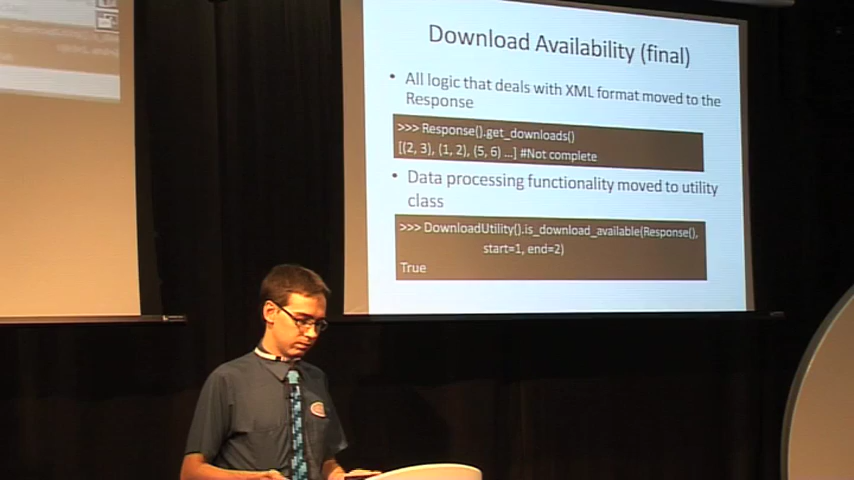 Download Availability (final)
• All logic that deals with XML format moved to the
Response
>>> Response().get_downloads()
[(2, 3), (1, 2), (5, 6) ...] #Not complete
• Data processing functionality moved to utility
class
>>> DownloadUtility().is_download_available(Response(),
start=1, end=2)
True